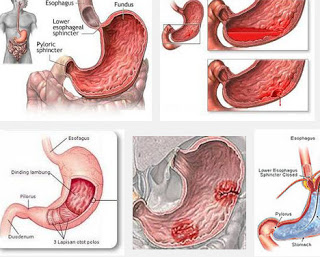 Esophagus
Fundus
Lower
esophageal
sphincter
Pyloric
sphincter
Esofagus
Dinding lambung
Pilorus
Duodenum
3 Lapisan otot polos
Esophagus
Lower Esophageal
Sphincter Closed
Pylorus
Stomach